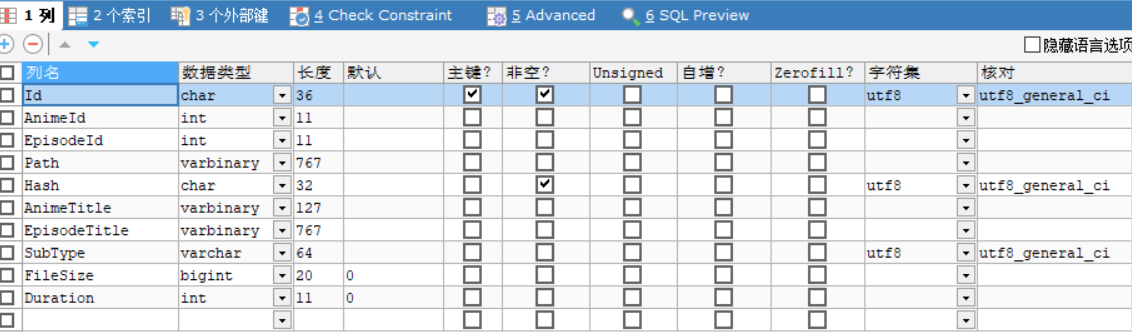 1 列 2 个索引 3 个外部键 4 Check Constraint 5 Advanced 6 SQL Preview
隐藏语言选项
列名 数据类型 长度 默认 主键? 非空? Unsigned 自增? Zerofill? 字符集 核对
Id char 36 utf8 utf8_general_ci
AnimeId int 11
EpisodeId int 11
Path varbinary 767
Hash char 32 utf8 utf8_general_ci
AnimeTitle varbinary 127
EpisodeTitle varbinary 767
SubType varchar 64 utf8 utf8_general_ci
FileSize bigint 20 0
Duration int 11 0